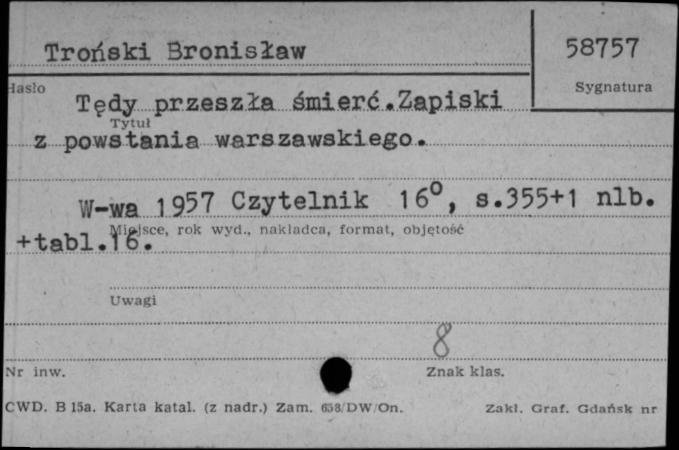 Troński Bronisław
58757
Hasło
Sygnatura
Tędy przeszła śmierć.Zapiski
Tytuł
z powstania warszawskiego.
W-wa 1957 Czytelnik 16⁰, s.355+1 nlb.
Miejsce, rok wyd., nakładca, format, objętość
+tabl.16.
Uwagi
8
Nr inw.
Znak klas.
CWD. B 15a. Karta katal. (z nadr.) Zam. 658/DW/On.
Zakł. Graf. Gdańsk nr